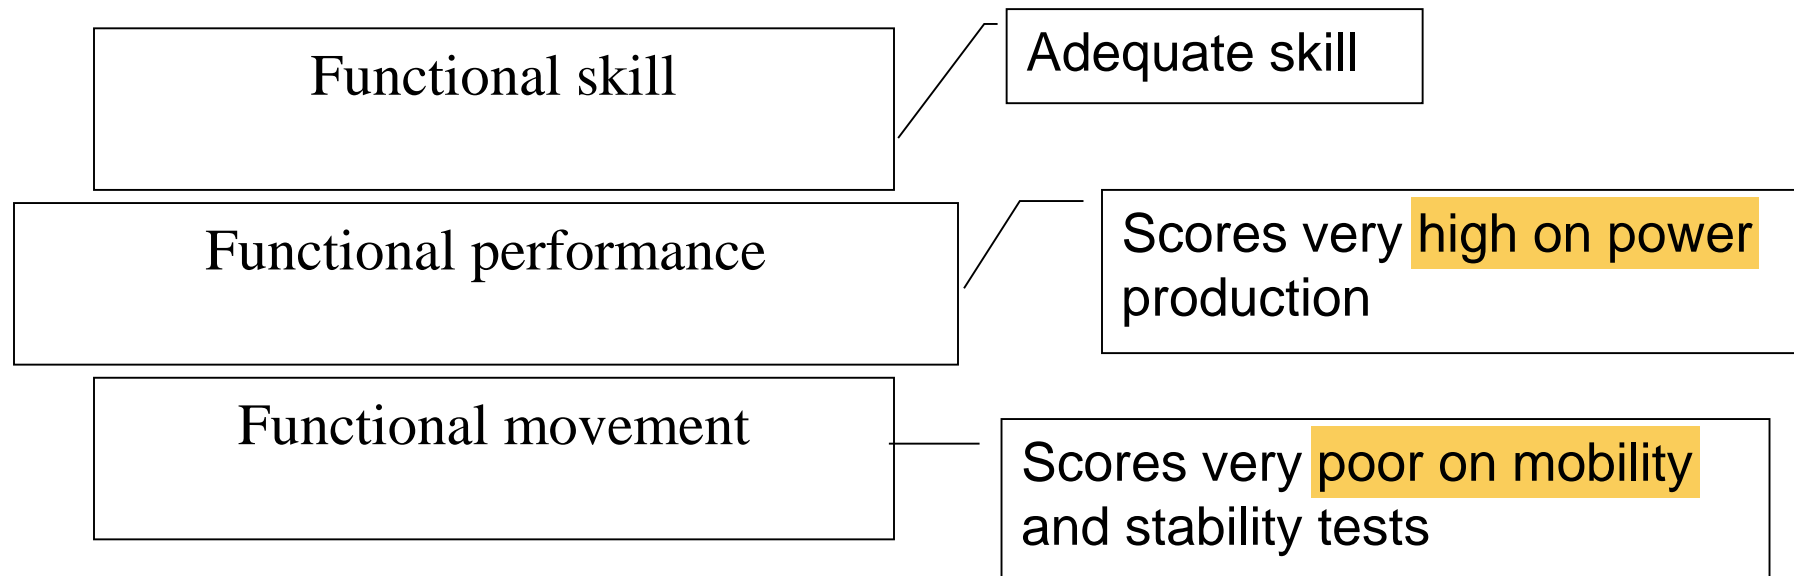 Functional skill
Adequate skill
Functional performance
Scores very high on power
production
Functional movement
Scores very poor on mobility
and stability tests